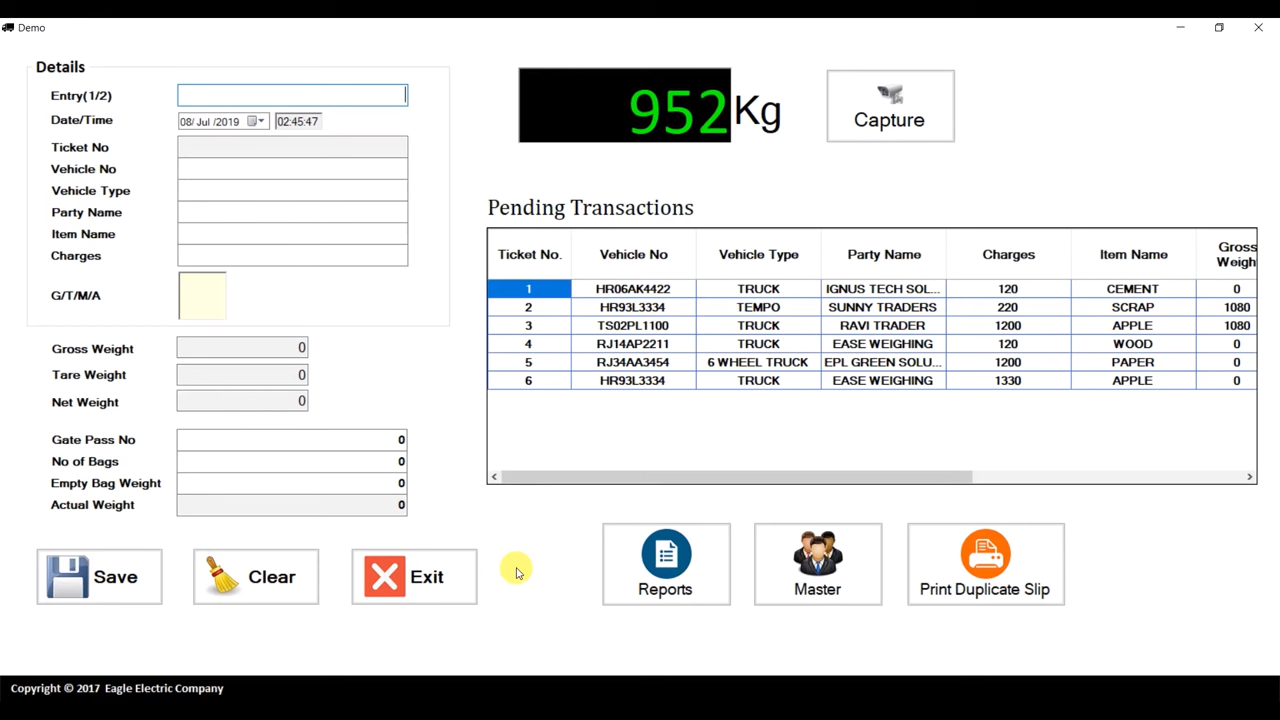 Demo
Details
Entry(1/2)
Date/Time 08/ Jul /2019 02:45:47
Ticket No
Vehicle No
Vehicle Type
Party Name
Item Name
Charges
G/T/M/A
Gross Weight 0
Tare Weight 0
Net Weight 0
Gate Pass No 0
No of Bags 0
Empty Bag Weight 0
Actual Weight 0
Save Clear Exit
952 Kg
Capture
Pending Transactions
Ticket No. Vehicle No Vehicle Type Party Name Charges Item Name Gross
Weigh
1 HR06AK4422 TRUCK IGNUS TECH SOL... 120 CEMENT 0
2 HR93L3334 TEMPO SUNNY TRADERS 220 SCRAP 1080
3 TS02PL1100 TRUCK RAVI TRADER 1200 APPLE 1080
4 RJ14AP2211 TRUCK EASE WEIGHING 120 WOOD 0
5 RJ34AA3454 6 WHEEL TRUCK EPL GREEN SOLU... 1200 PAPER 0
6 HR93L3334 TRUCK EASE WEIGHING 1330 APPLE 0
Reports Master Print Duplicate Slip
Copyright © 2017 Eagle Electric Company